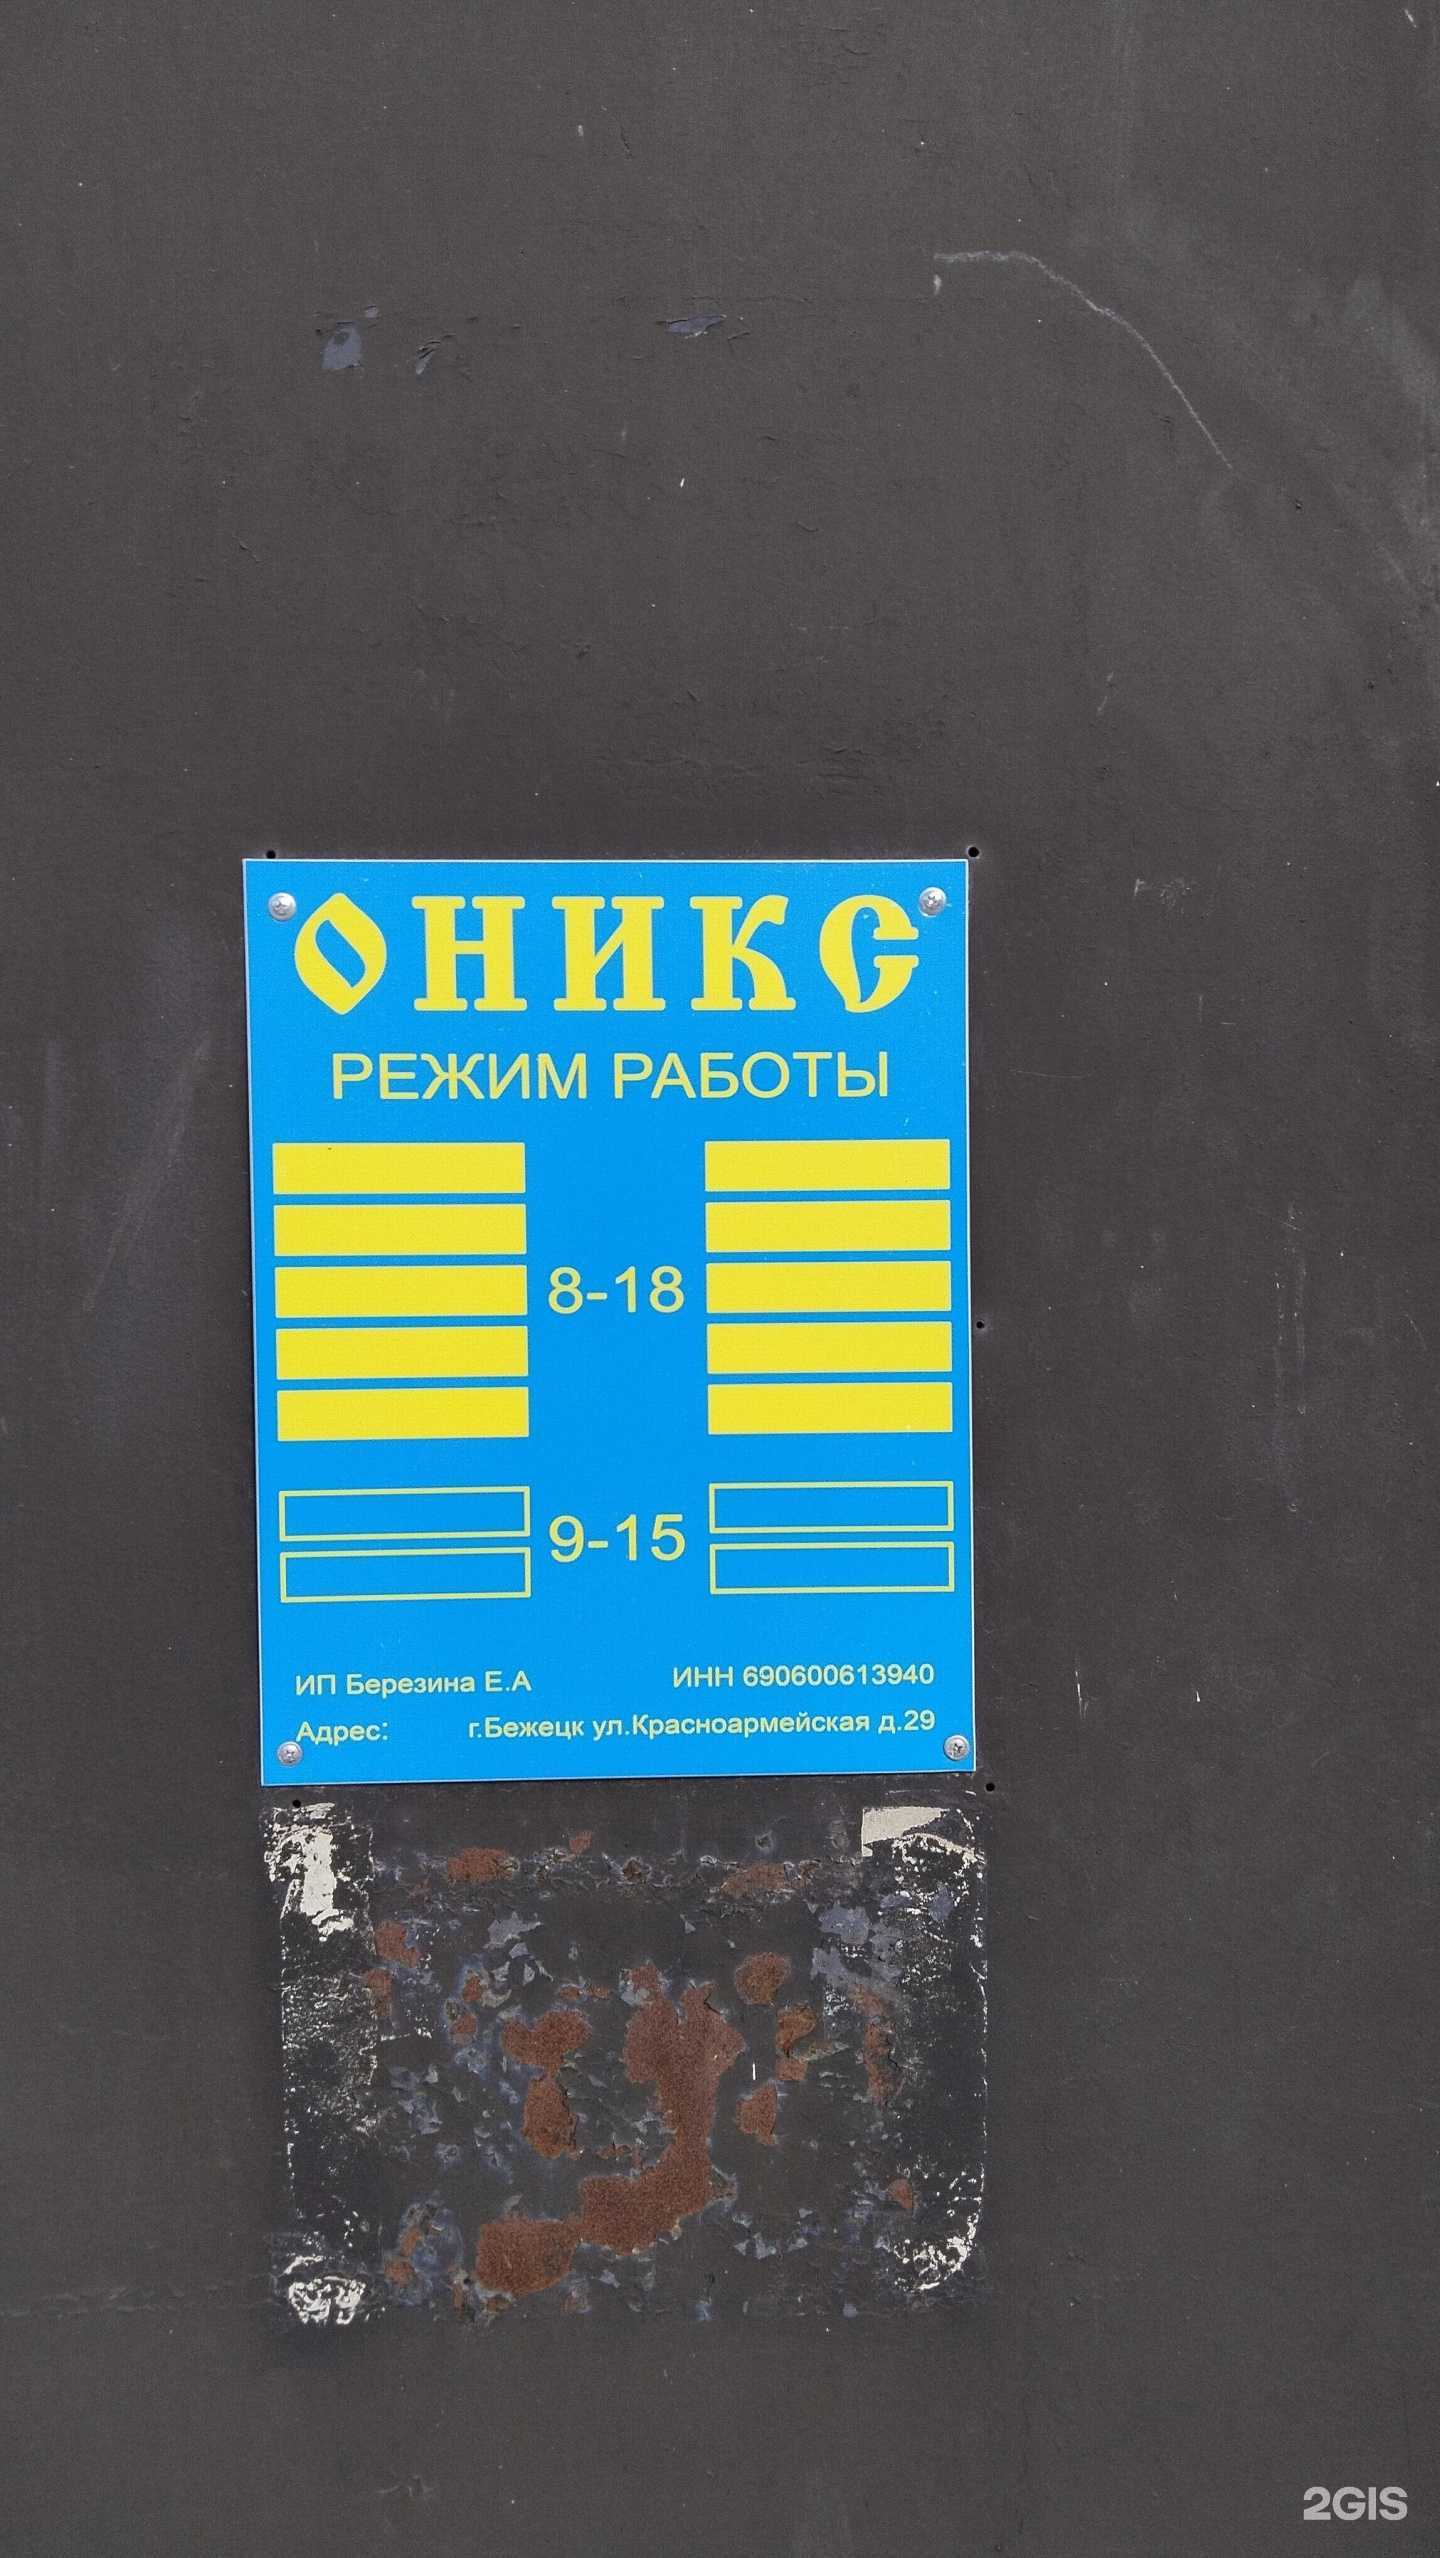 ОНИКС
РЕЖИМ РАБОТЫ
8-18
9-15
ИП Березина Е.А ИНН 690600613940
Адрес: г.Бежецк ул.Красноармейская д.29
2GIS